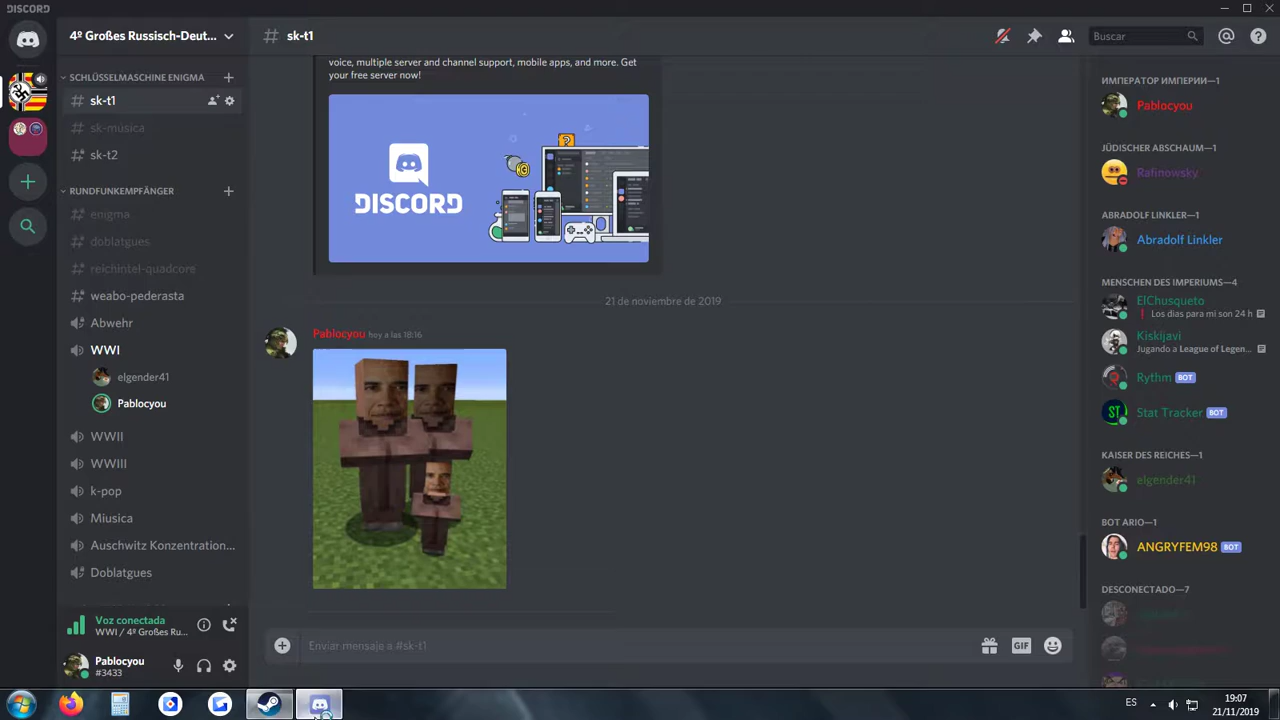 DISCORD
4º Großes Russisch-Deut...
SCHLÜSSELMASCHINE ENIGMA
sk-t1
sk-música
sk-t2
RUNDFUNKEMPFÄNGER
enigma
doblatgues
reichintel-quadcore
weabo-pederasta
Abwehr
WWI
elgender41
Pablocyou
WWII
WWIII
k-pop
Miusica
Auschwitz Konzentration...
Doblatgues
Voz conectada
WWI / 4º Großes Ru...
Pablocyou
#3433
sk-t1
Buscar
voice, multiple server and channel support, mobile apps, and more. Get
your free server now!
DISCORD
21 de noviembre de 2019
Pablocyou hoy a las 18:16
Enviar mensaje a #sk-t1
GIF
ИМПЕРАТОР ИМПЕРИИ—1
Pablocyou
JÜDISCHER ABSCHAUM—1
Rafinowsky
ABRADOLF LINKLER—1
Abradolf Linkler
MENSCHEN DES IMPERIUMS—4
ElChusqueto
Los dias para mi son 24 h
Kiskijavi
Jugando a League of Legen...
Rythm BOT
Stat Tracker BOT
KAISER DES REICHES—1
elgender41
BOT ARIO—1
ANGRYFEM98 BOT
DESCONECTADO—7
ES
19:07
21/11/2019